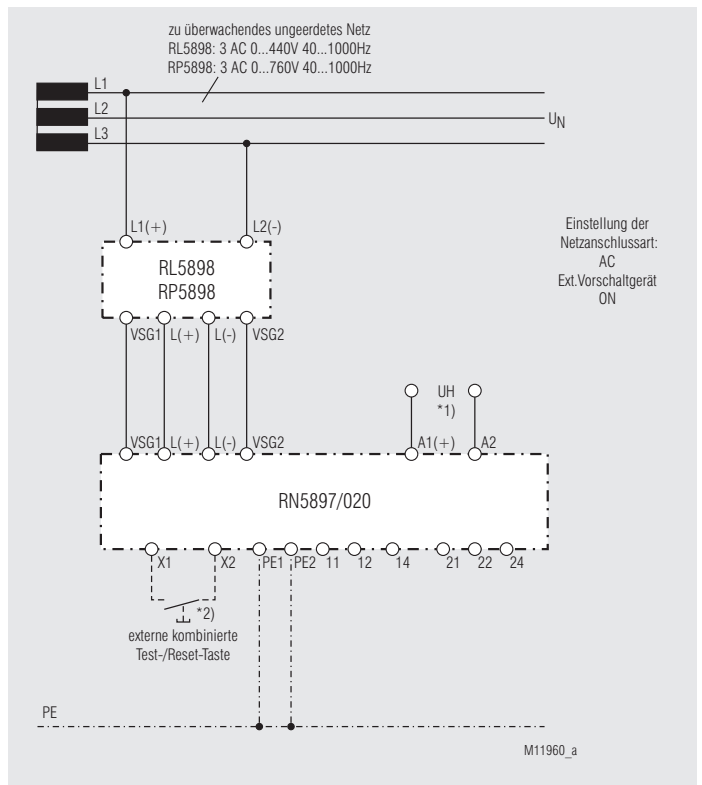 zu überwachendes ungeerdetes Netz
RL5898: 3 AC 0...440V 40...1000Hz
RP5898: 3 AC 0...760V 40...1000Hz
L1
L2
L3
UN
L1(+)
L2(-)
RL5898
RP5898
Einstellung der
Netzanschlussart:
AC
Ext.Vorschaltgerät
ON
VSG1 L(+) L(-) VSG2
UH
*1)
VSG1 L(+) L(-) VSG2
A1(+) A2
RN5897/020
X1 X2 PE1 PE2 11 12 14 21 22 24
*2)
externe kombinierte
Test-/Reset-Taste
PE
M11960_a